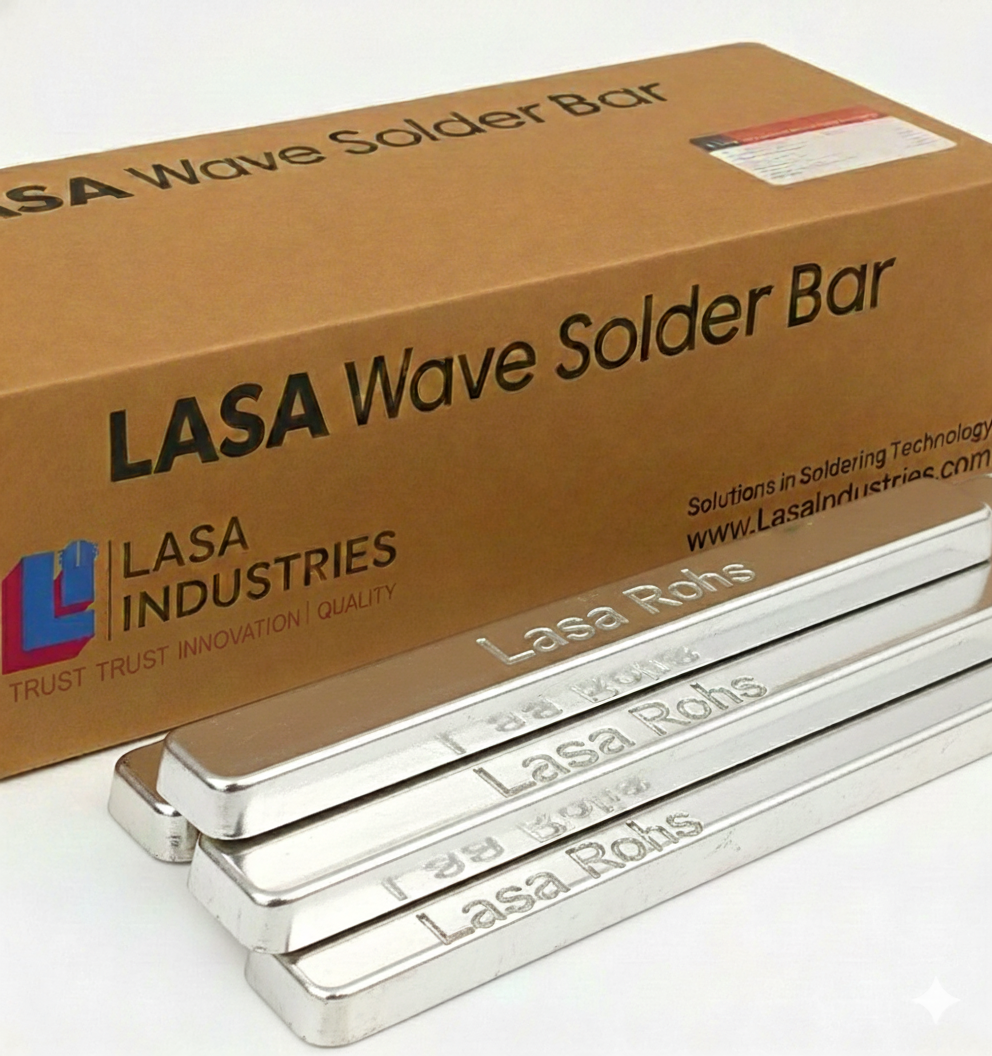 ASA Wave Solder Bar
LASA Wave Solder Bar
Solutions in Soldering Technology
www.LasaIndustries.com
LASA
INDUSTRIES
TRUST TRUST INNOVATION | QUALITY
Lasa Rohs
Lasa Rohs
Lasa Rohs